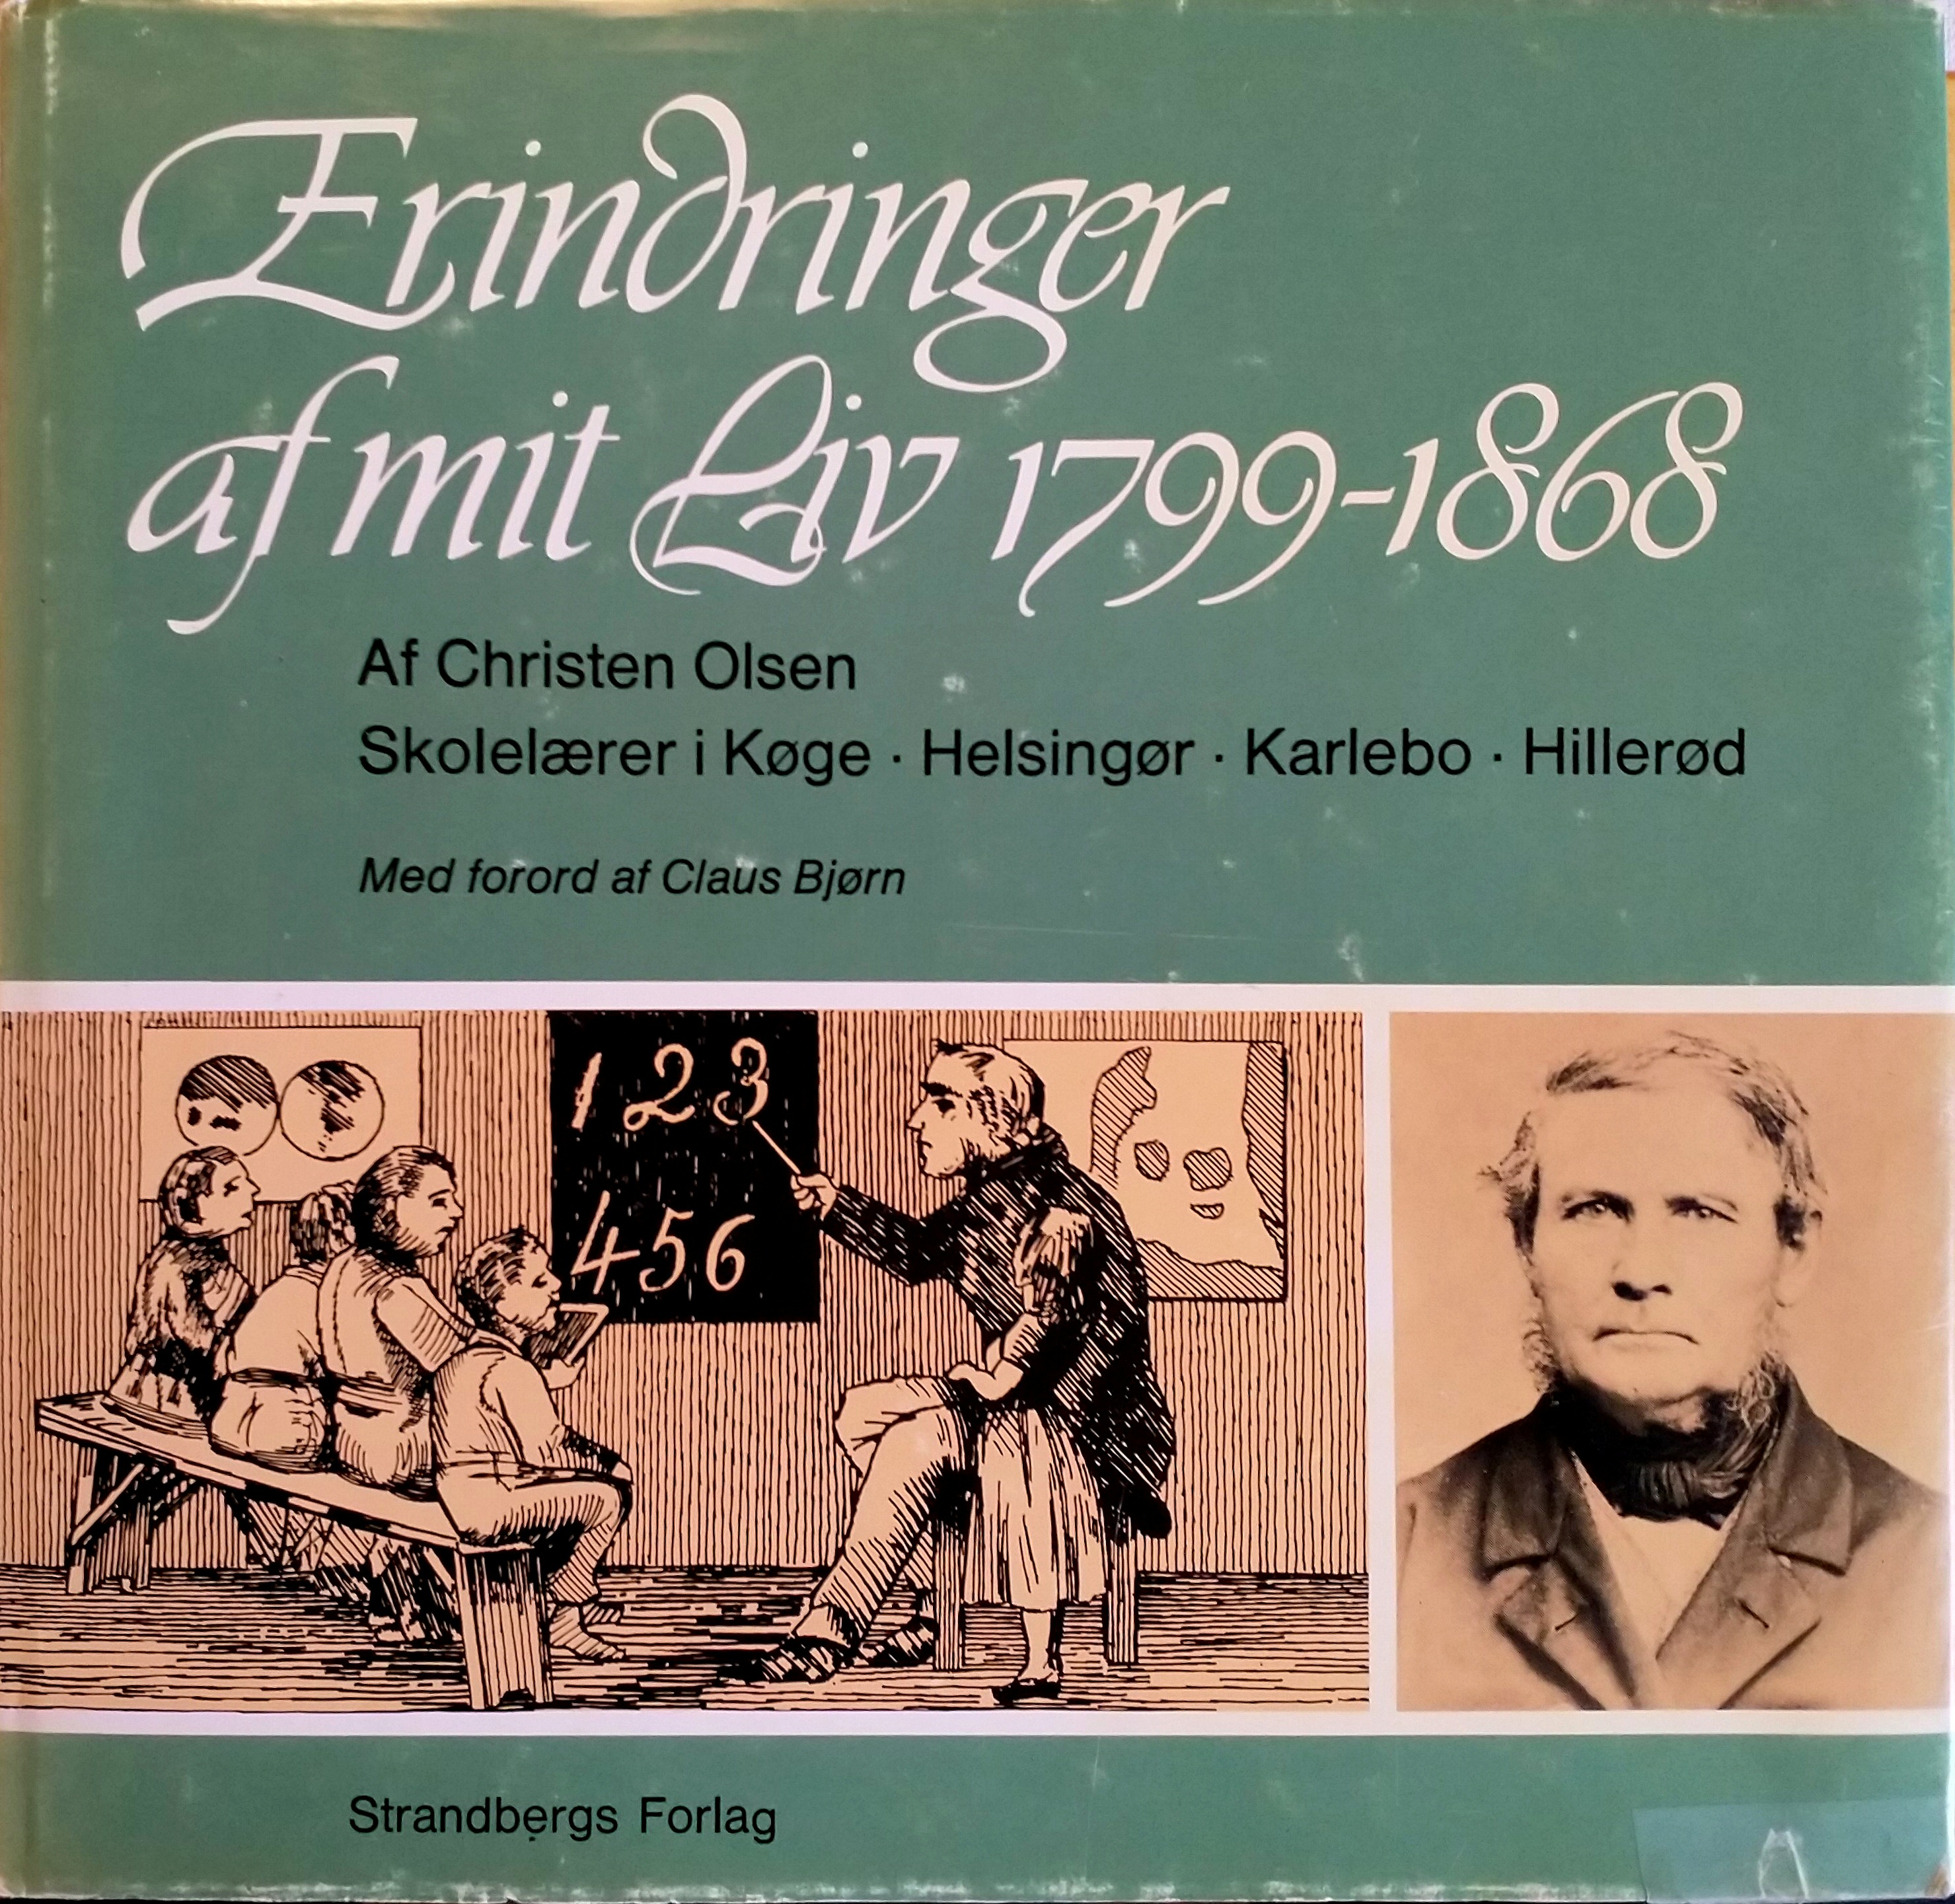 Erindringer
af mit Liv 1799-1868
Af Christen Olsen
Skolelærer i Køge · Helsingør · Karlebo · Hillerød
Med forord af Claus Bjørn
1 2 3
4 5 6
Strandbergs Forlag